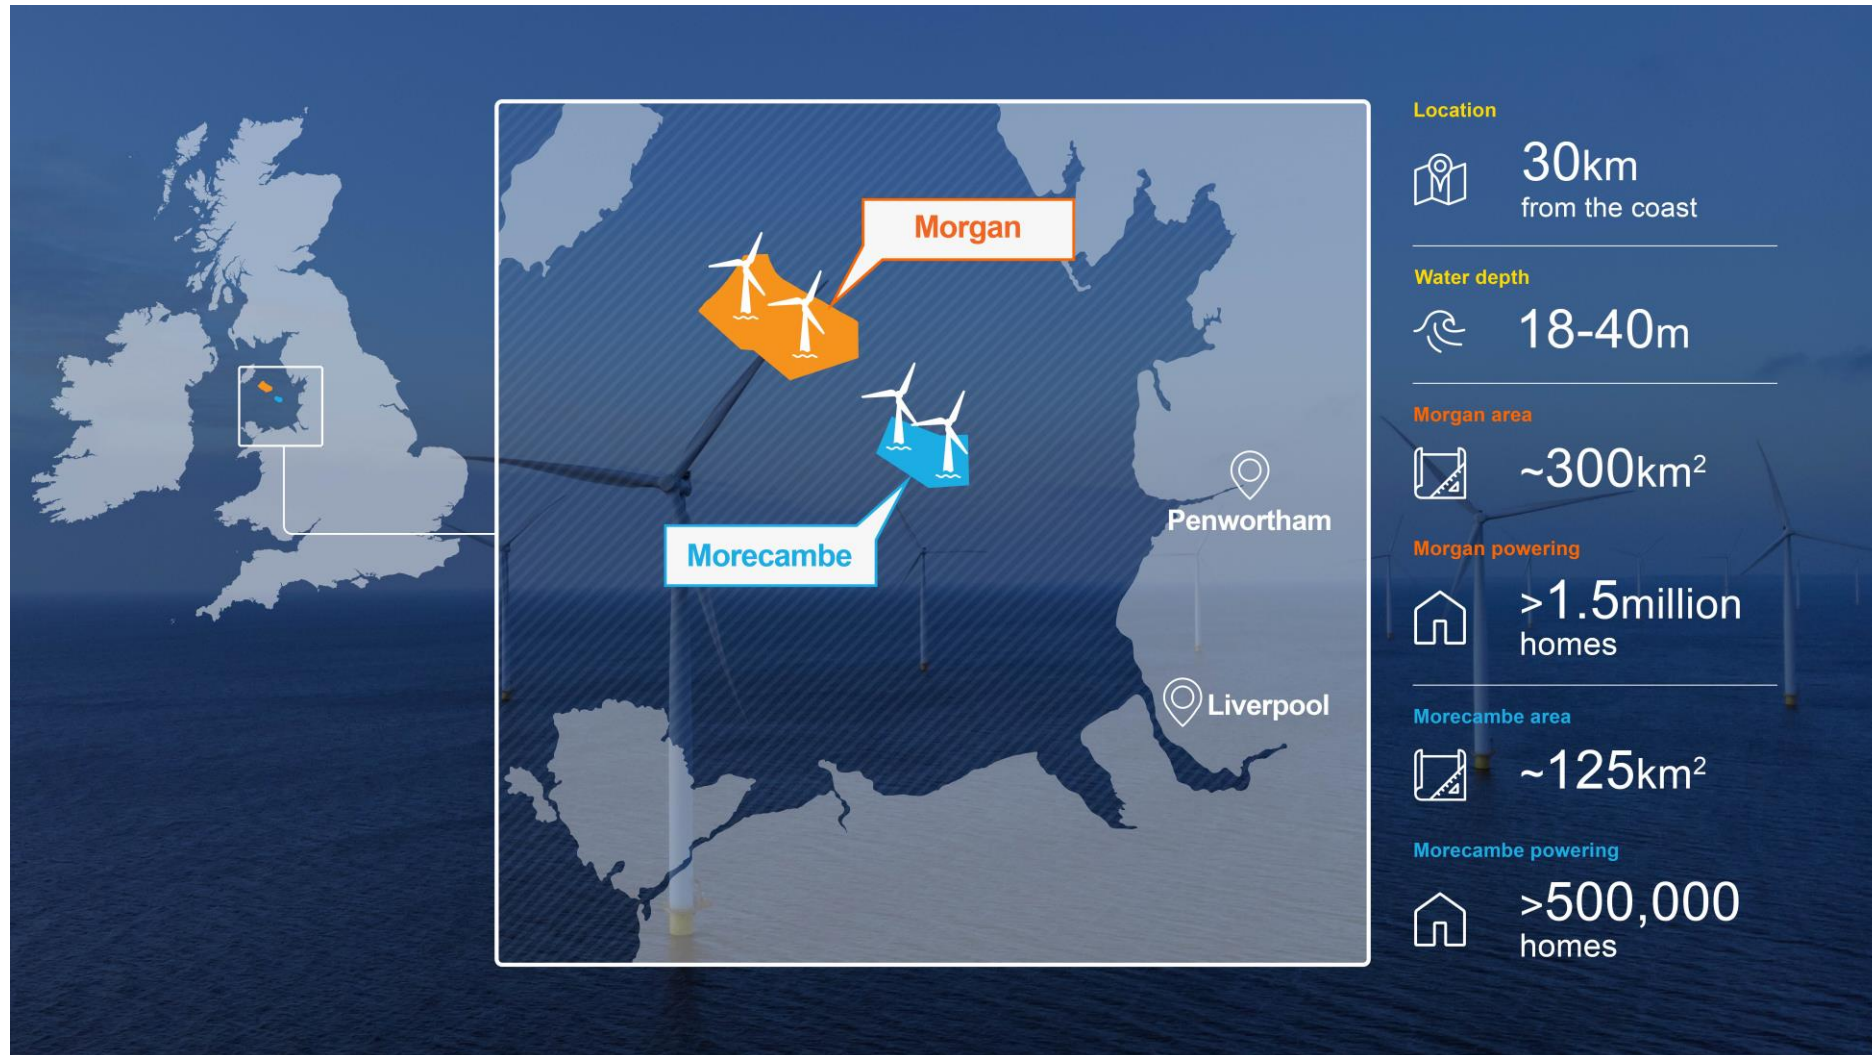 Morgan
Morecambe
Penwortham
Liverpool
Location
30km
from the coast
Water depth
18-40m
Morgan area
~300km²
Morgan powering
>1.5million
homes
Morecambe area
~125km²
Morecambe powering
>500,000
homes